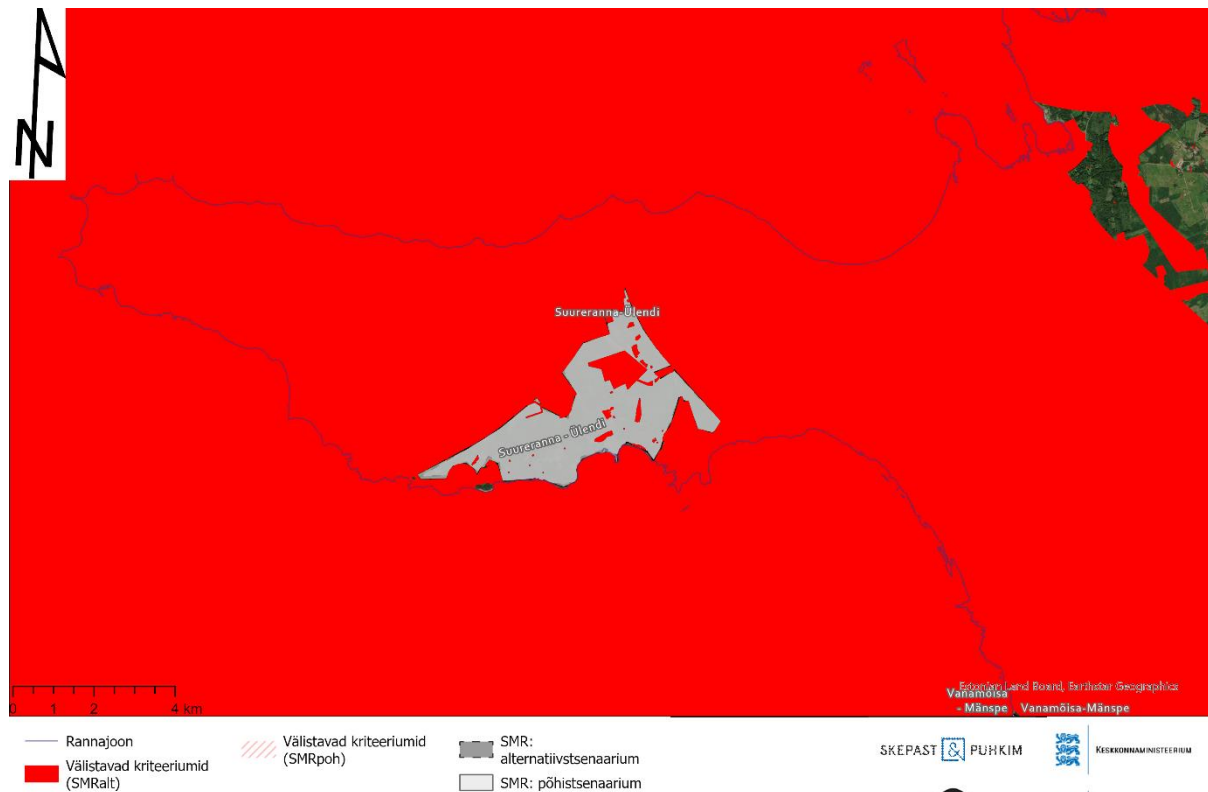 N
Suureranna-Ülendi
Suureranna - Ülendi
Estonian Land Board, Earthstar Geographics
Vanamõisa
- Mänspe
Vanamõisa-Mänspe
0 1 2 4 km
Rannajoon
Välistavad kriteeriumid
(SMRalt)
Välistavad kriteeriumid
(SMRpoh)
SMR:
alternatiivstsenaarium
SMR: põhistsenaarium
SKEPAST & PUHKIM
KESKKONNAMINISTEERIUM